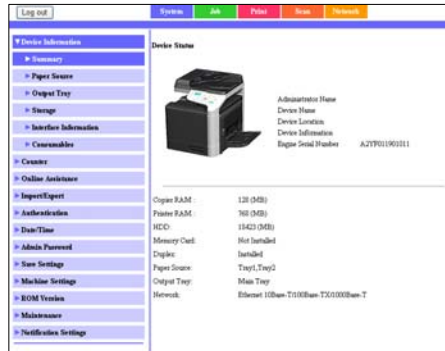 Log out
System Job Print Scan Network
▼Device Information
Summary
Paper Source
Output Tray
Storage
Interface Information
Consumables
Counter
Online Assistance
Import/Export
Authentication
Date/Time
Admin Password
Save Settings
Machine Settings
ROM Version
Maintenance
Notification Settings
Device Status
Administrator Name
Device Name
Device Location
Device Information
Engine Serial Number A2YF011901011
Copier RAM : 128 (MB)
Printer RAM : 768 (MB)
HDD: 18423 (MB)
Memory Card: Not Installed
Duplex: Installed
Paper Source: Tray1,Tray2
Output Tray: Main Tray
Network: Ethernet 10Base-T/100Base-TX/1000Base-T